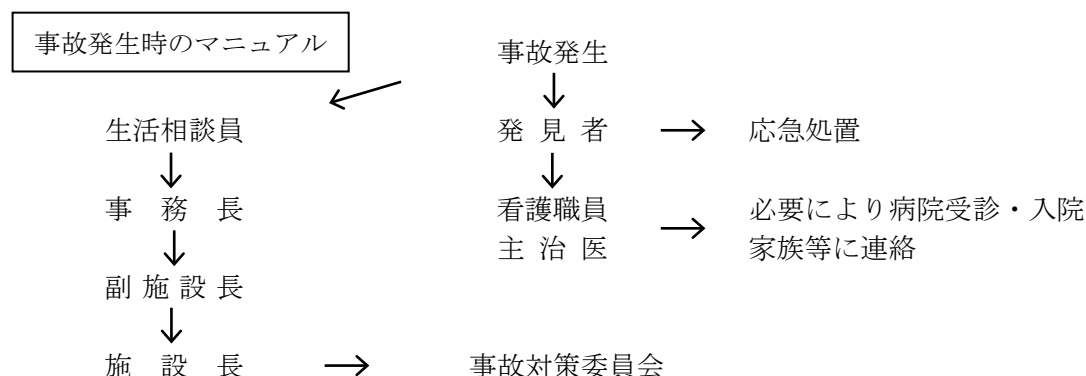 事故発生時のマニュアル
事故発生
生活相談員
発見者 → 応急処置
事務長
看護職員
主治医 → 必要により病院受診・入院
家族等に連絡
副施設長
施設長 → 事故対策委員会